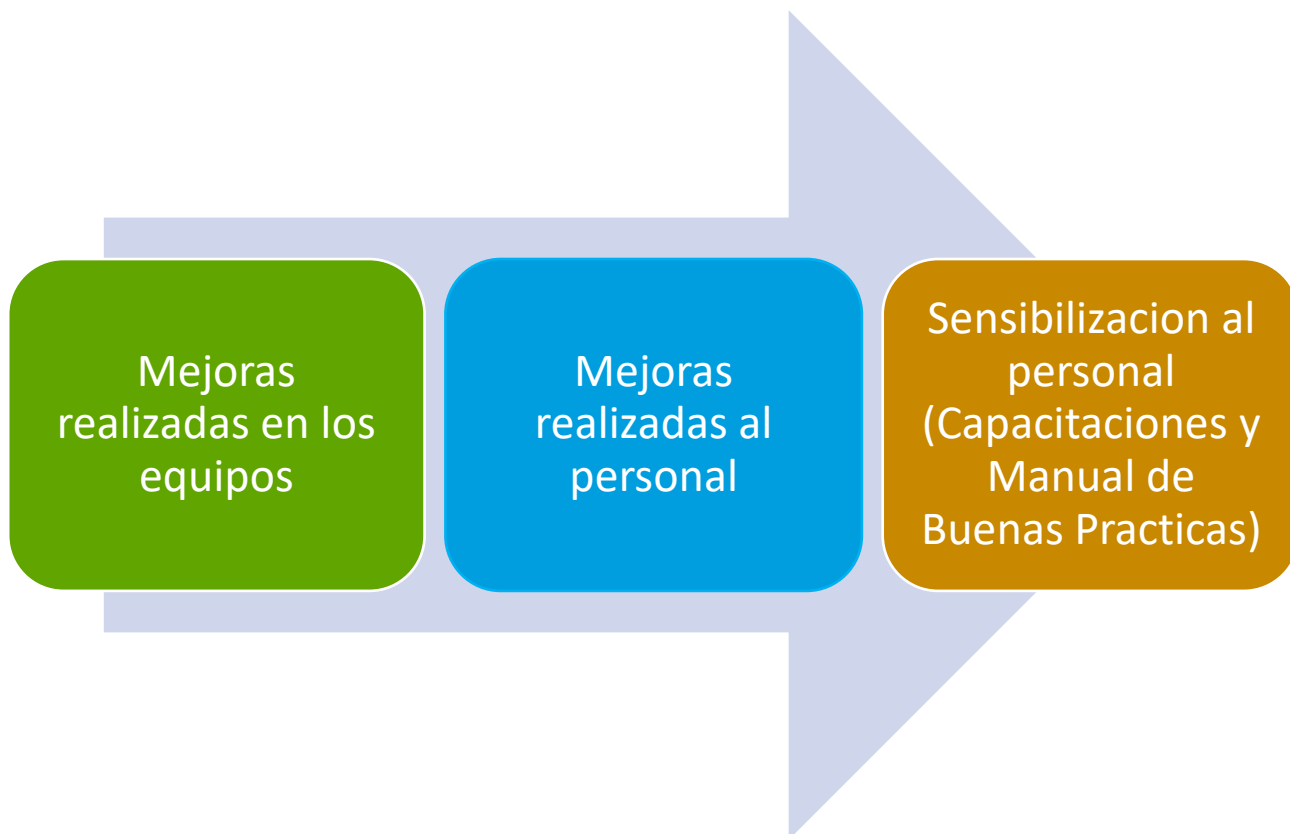 Mejoras
realizadas en los
equipos
Mejoras
realizadas al
personal
Sensibilizacion al
personal
(Capacitaciones y
Manual de
Buenas Practicas)